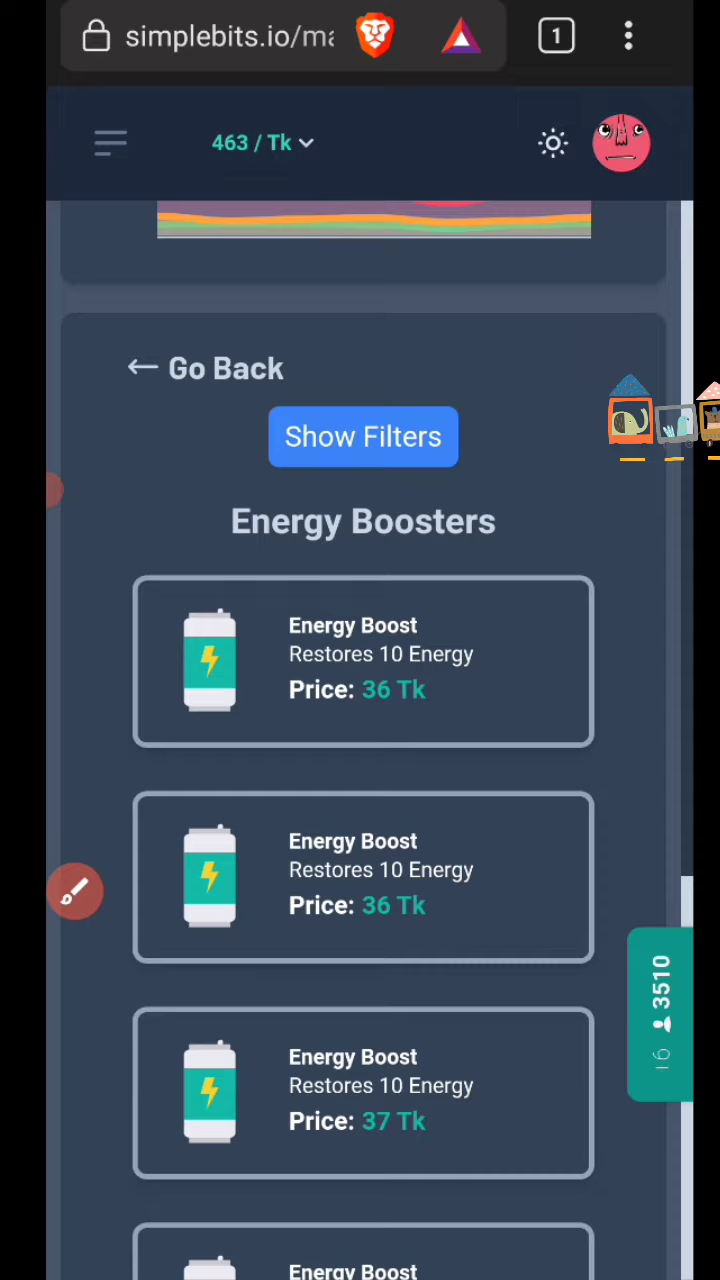 simplebits.io/ma
1
463 / Tk
← Go Back
Show Filters
Energy Boosters
Energy Boost
Restores 10 Energy
Price: 36 Tk
Energy Boost
Restores 10 Energy
Price: 36 Tk
3510
Energy Boost
Restores 10 Energy
Price: 37 Tk
Energy Boost